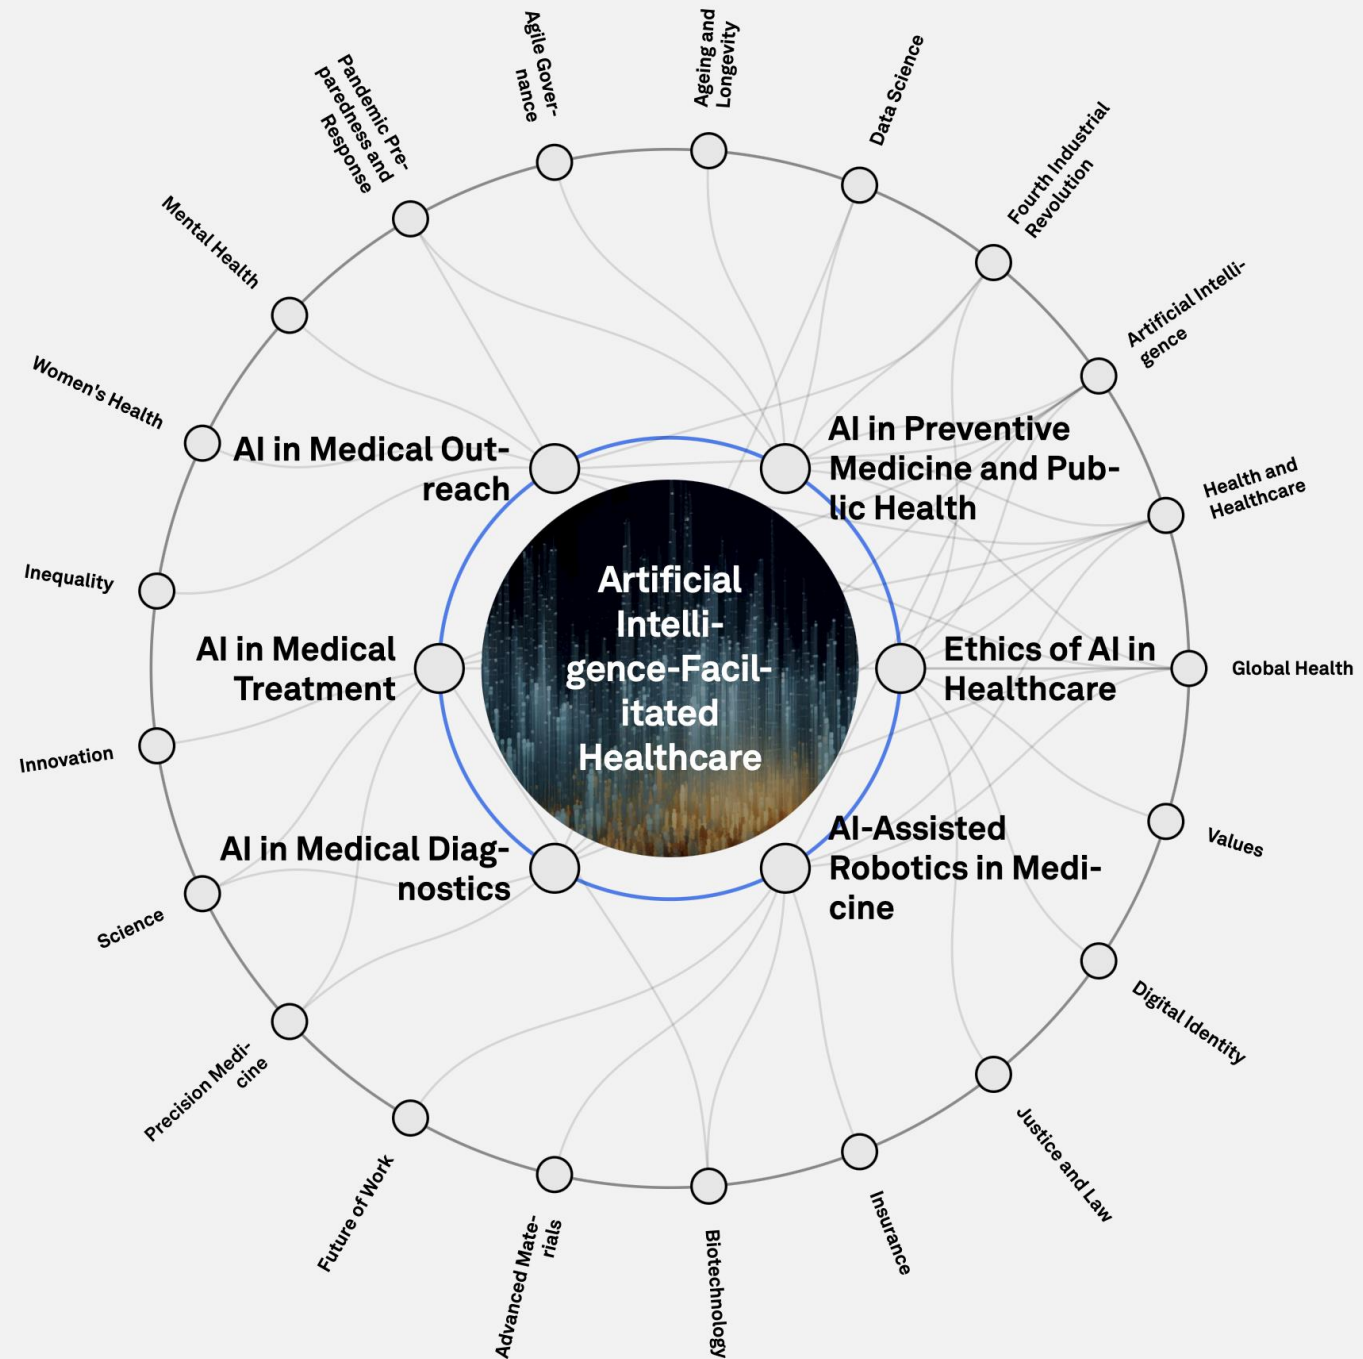 Artificial
Intelli-
gence-Facil-
itated
Healthcare
AI in Preventive
Medicine and Pub-
lic Health
Ethics of AI in
Healthcare
AI-Assisted
Robotics in Medi-
cine
AI in Medical Diag-
nostics
AI in Medical
Treatment
AI in Medical Out-
reach
Ageing and
Longevity
Data Science
Fourth Industrial
Revolution
Artificial Intelli-
gence
Health and
Healthcare
Global Health
Values
Digital Identity
Justice and Law
Insurance
Biotechnology
Advanced Mate-
rials
Future of Work
Precision Medi-
cine
Science
Innovation
Inequality
Women's Health
Mental Health
Pandemic Pre-
paredness and
Response
Agile Gover-
nance